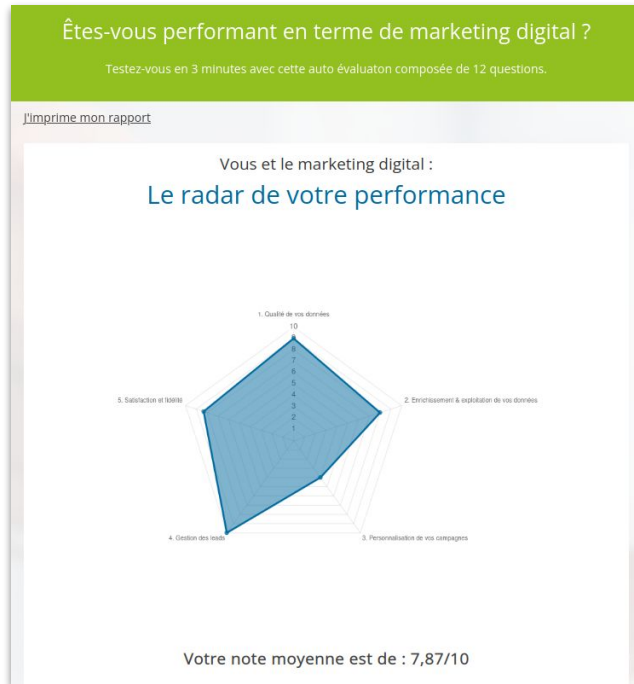 Êtes-vous performant en terme de marketing digital ?
Testez-vous en 3 minutes avec cette auto évaluaton composée de 12 questions.
J'imprime mon rapport
Vous et le marketing digital :
Le radar de votre performance
1. Qualité de vos données
10
9
8
7
6
5
4
3
2
1
5. Satisfaction et fidélité
2. Enrichissement & exploitation de vos données
4. Gestion des leads
3. Personnalisation de vos campagnes
Votre note moyenne est de : 7,87/10